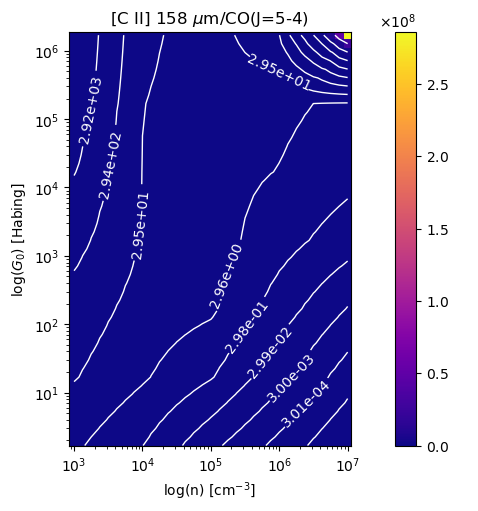 [C II] 158 μm/CO(J=5-4)
×10⁸
log(G₀) [Habing]
10⁶
10⁵
10⁴
10³
10²
10¹
2.92e+03
2.94e+02
2.95e+01
2.95e+01
2.96e+00
2.98e-01
2.99e-02
3.00e-03
3.01e-04
10³ 10⁴ 10⁵ 10⁶ 10⁷
log(n) [cm⁻³]
2.5
2.0
1.5
1.0
0.5
0.0